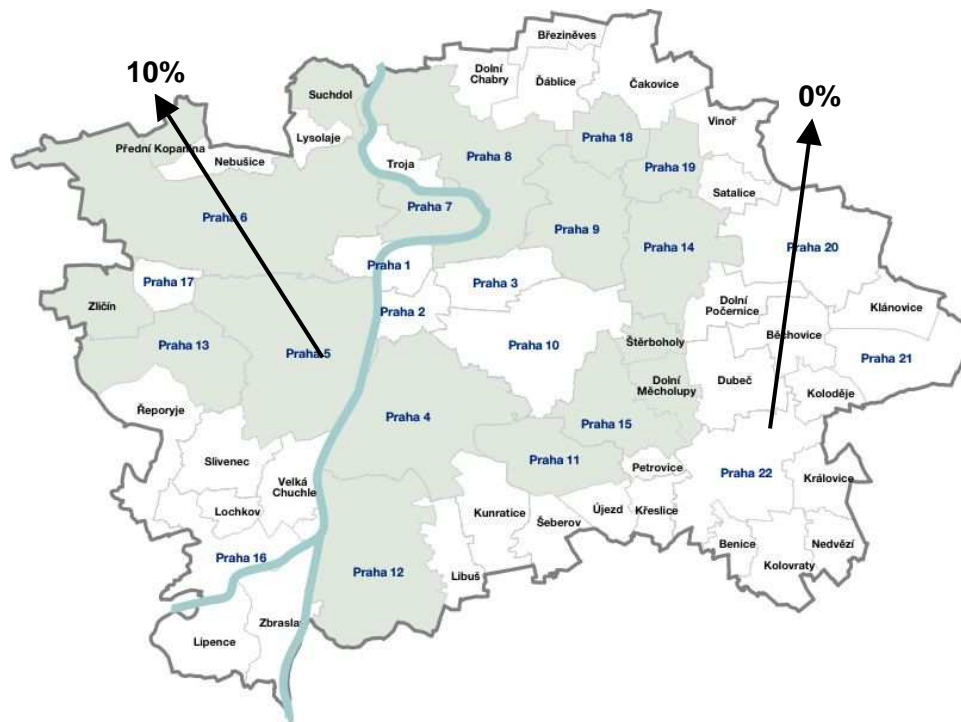 Březiněves
Dolní
Chabry
Ďáblice
Čakovice
10%
0%
Suchdol
Vinoř
Lysolaje
Přední Kopanina
Nebušice
Troja
Praha 8
Praha 18
Praha 19
Satalice
Praha 6
Praha 7
Praha 9
Praha 14
Praha 20
Praha 1
Praha 17
Praha 3
Zličín
Praha 2
Dolní
Počernice
Klánovice
Praha 13
Praha 5
Praha 10
Štěrboholy
Běchovice
Praha 21
Dolní
Měcholupy
Dubeč
Koloděje
Řeporyje
Praha 4
Praha 15
Slivenec
Praha 11
Petrovice
Praha 22
Královice
Velká
Chuchle
Lochkov
Kunratice
Šeberov
Újezd
Křeslice
Praha 16
Praha 12
Libuš
Benice
Nedvězí
Kolovraty
Zbrasla
Lipence